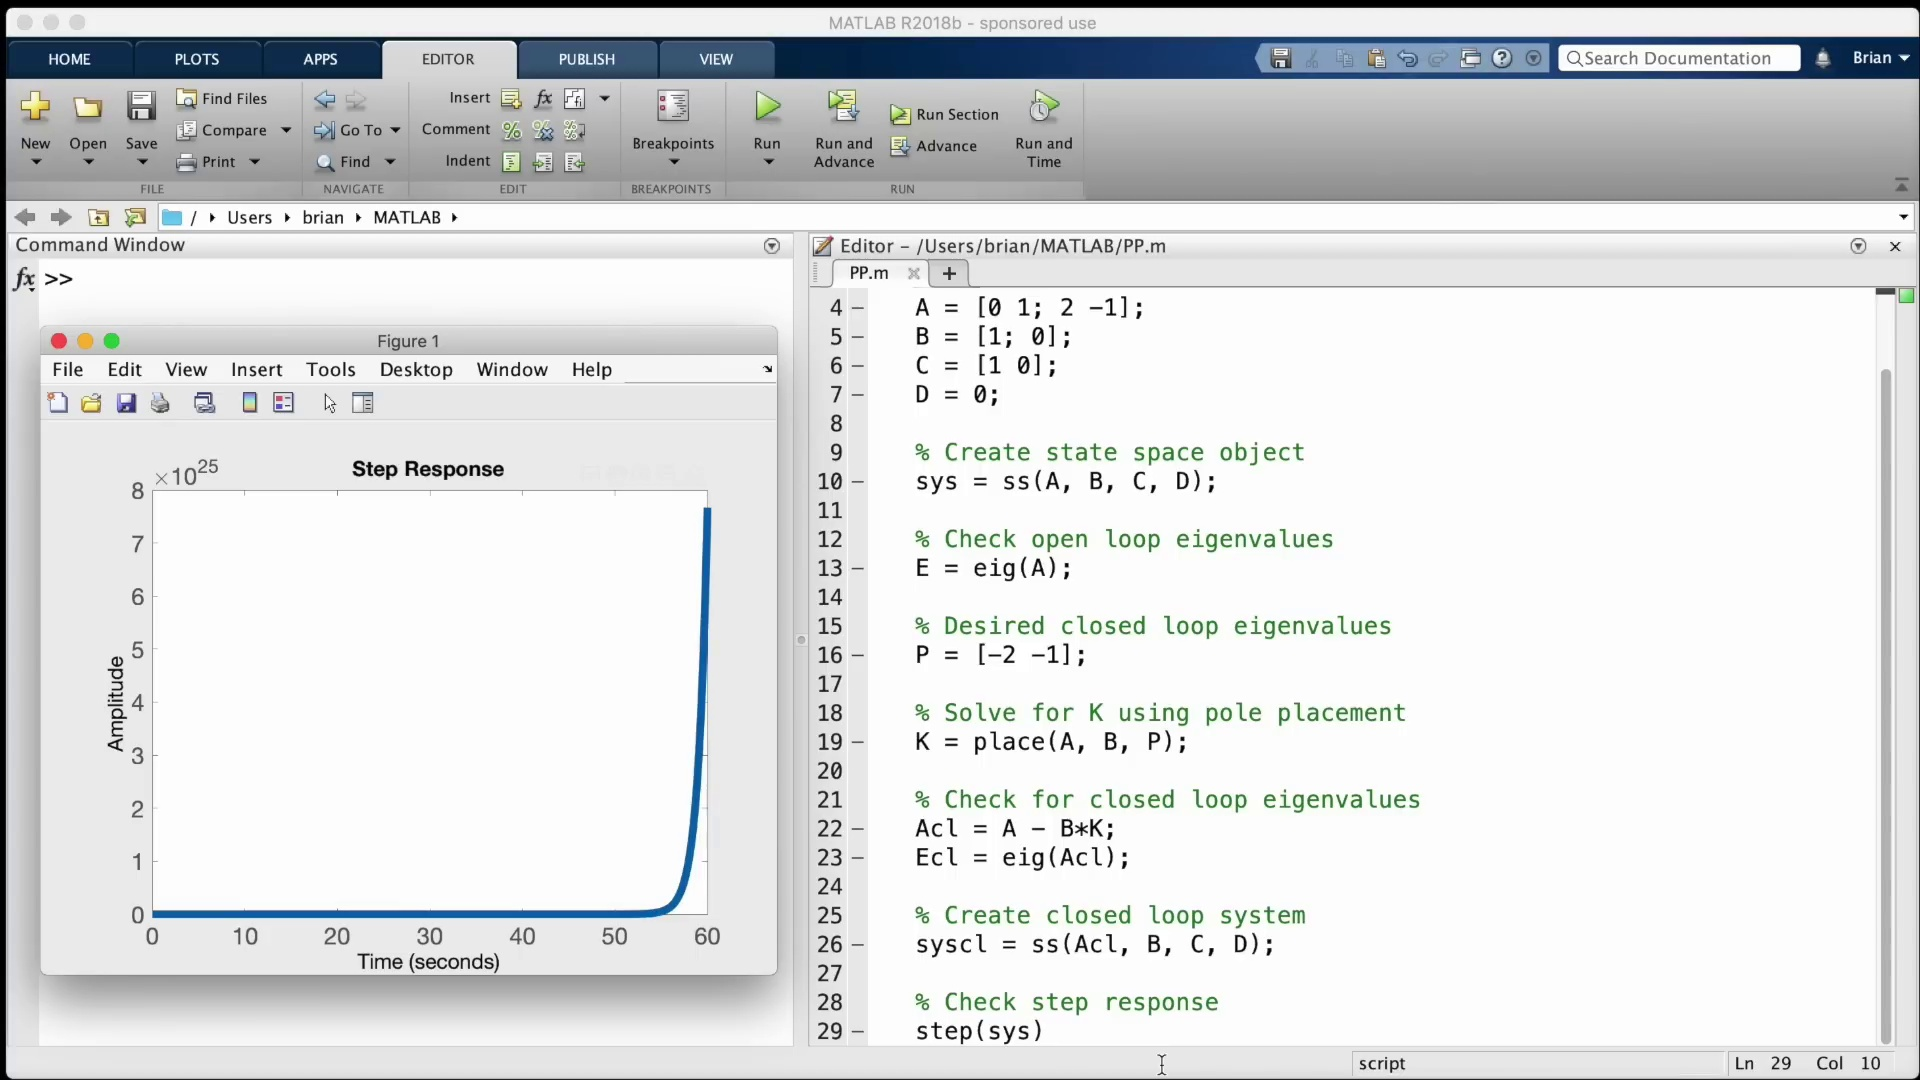 MATLAB R2018b - sponsored use
HOME PLOTS APPS EDITOR PUBLISH VIEW
Search Documentation
Brian
New
Open
Save
Find Files
Compare
Print
FILE
Go To
Find
NAVIGATE
Insert fx
Comment
Indent
EDIT
Breakpoints
BREAKPOINTS
Run
Run and
Advance
Run Section
Advance
Run and
Time
RUN
/ Users brian MATLAB
Command Window
fx >>
Figure 1
File Edit View Insert Tools Desktop Window Help
×10^25
Step Response
8
7
6
5
4
3
2
1
0
Amplitude
0 10 20 30 40 50 60
Time (seconds)
Editor – /Users/brian/MATLAB/PP.m
PP.m
4 – A = [0 1; 2 –1];
5 – B = [1; 0];
6 – C = [1 0];
7 – D = 0;
8
9 % Create state space object
10 – sys = ss(A, B, C, D);
11
12 % Check open loop eigenvalues
13 – E = eig(A);
14
15 % Desired closed loop eigenvalues
16 – P = [–2 –1];
17
18 % Solve for K using pole placement
19 – K = place(A, B, P);
20
21 % Check for closed loop eigenvalues
22 – Acl = A – B*K;
23 – Ecl = eig(Acl);
24
25 % Create closed loop system
26 – syscl = ss(Acl, B, C, D);
27
28 % Check step response
29 – step(sys)
script
Ln 29 Col 10